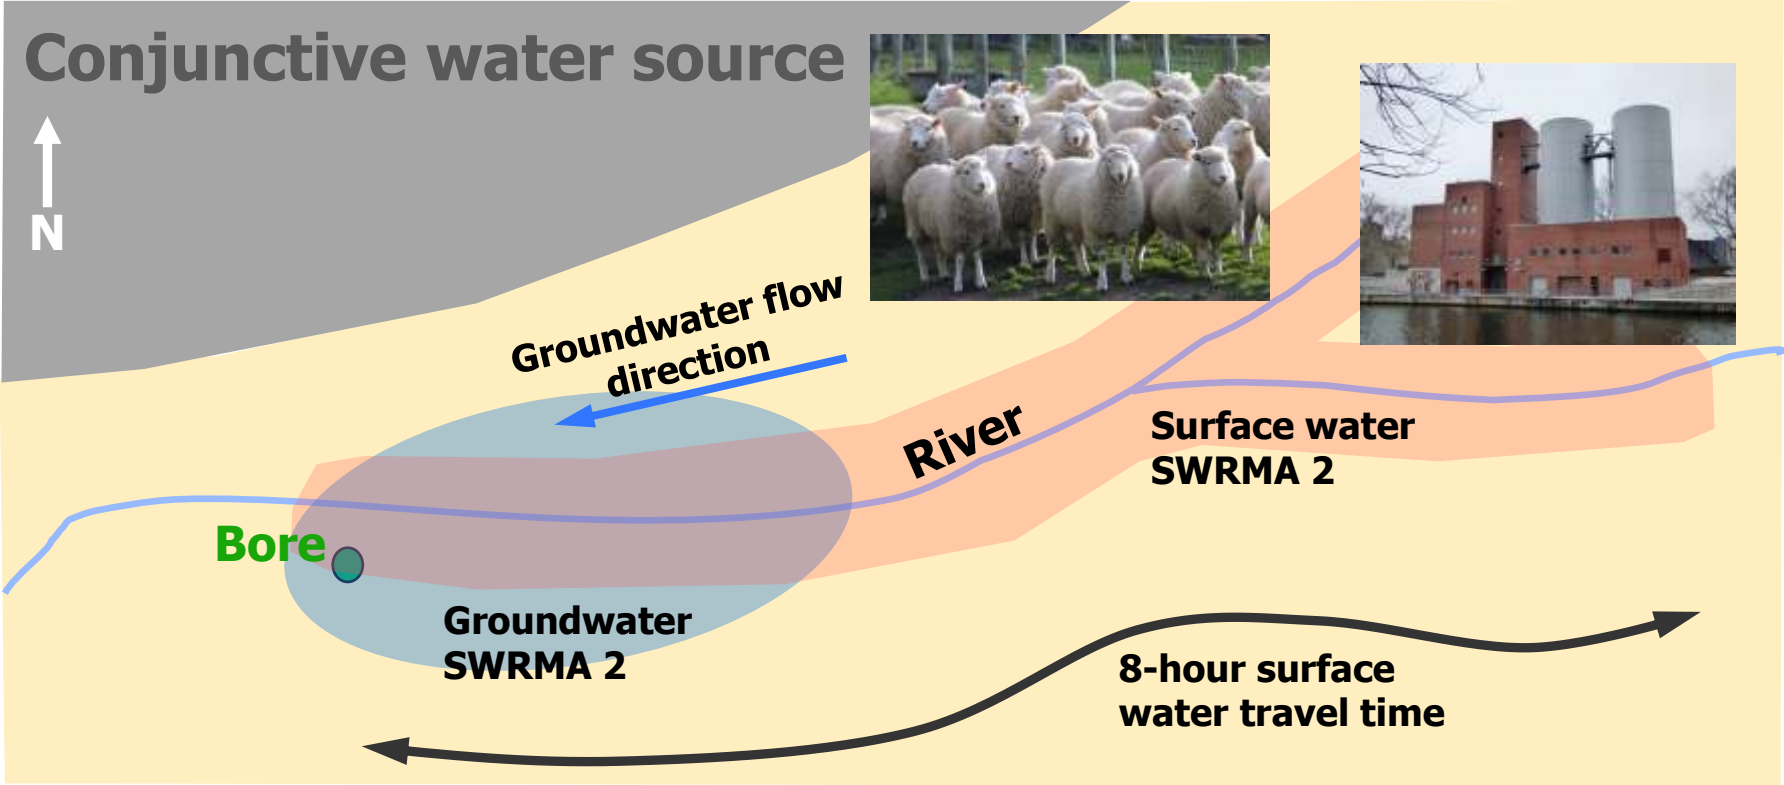 Conjunctive water source
N
Groundwater flow
direction
River
Surface water
SWRMA 2
Bore
Groundwater
SWRMA 2
8-hour surface
water travel time